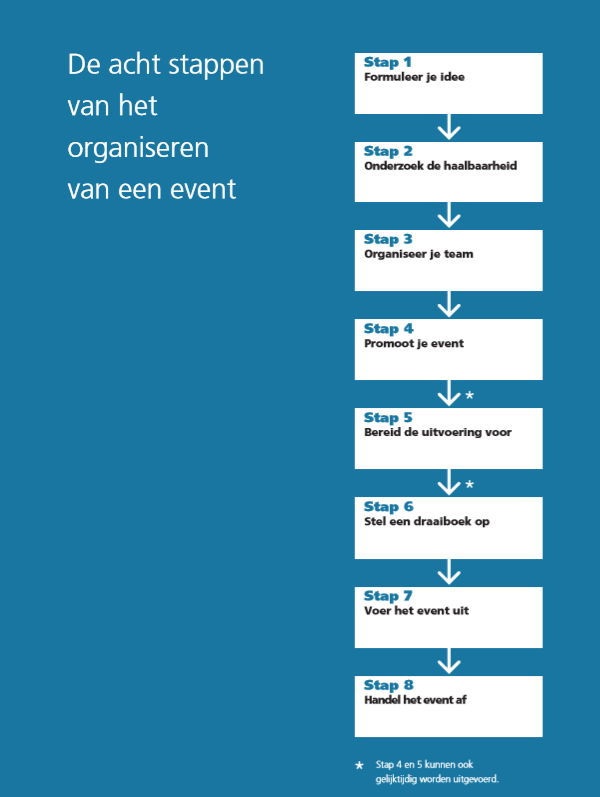 De acht stappen
van het
organiseren
van een event
Stap 1
Formuleer je idee
Stap 2
Onderzoek de haalbaarheid
Stap 3
Organiseer je team
Stap 4
Promoot je event
*
Stap 5
Bereid de uitvoering voor
*
Stap 6
Stel een draaiboek op
Stap 7
Voer het event uit
Stap 8
Handel het event af
* Stap 4 en 5 kunnen ook
gelijktijdig worden uitgevoerd.